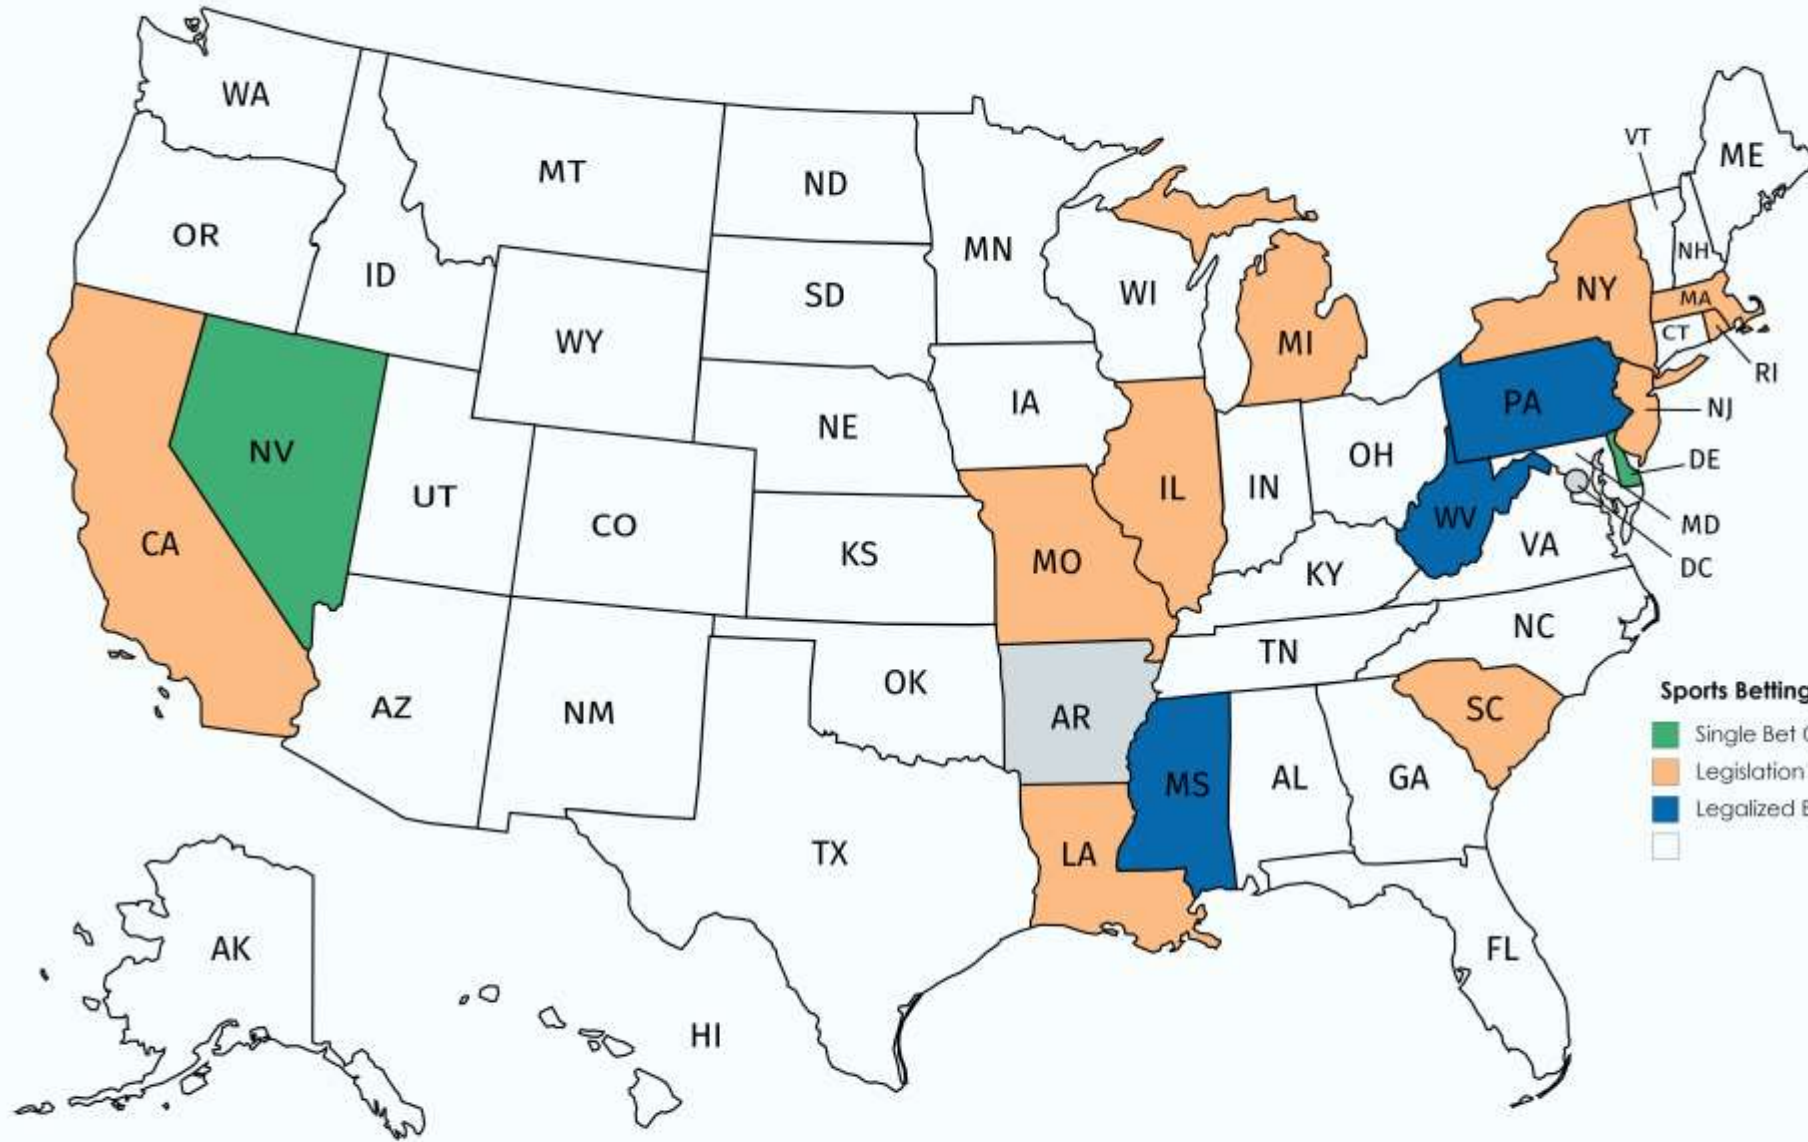 WA
MT
ND
MN
VT
ME
OR
ID
SD
WI
NH
NY
MA
WY
MI
CT
RI
NE
IA
PA
NJ
NV
UT
CO
IL
IN
OH
DE
CA
KS
MO
WV
VA
MD
DC
KY
NC
TN
AZ
NM
OK
AR
SC
MS
AL
GA
TX
LA
FL
AK
HI
Sports Betting
Single Bet
Legislation
Legalized